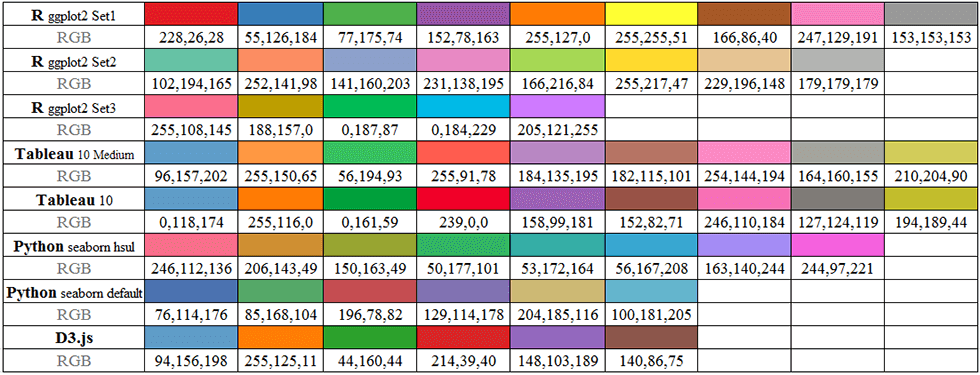 R ggplot2 Set1
RGB 228,26,28 55,126,184 77,175,74 152,78,163 255,127,0 255,255,51 166,86,40 247,129,191 153,153,153
R ggplot2 Set2
RGB 102,194,165 252,141,98 141,160,203 231,138,195 166,216,84 255,217,47 229,196,148 179,179,179
R ggplot2 Set3
RGB 255,108,145 188,157,0 0,187,87 0,184,229 205,121,255
Tableau 10 Medium
RGB 96,157,202 255,150,65 56,194,93 255,91,78 184,135,195 182,115,101 254,144,194 164,160,155 210,204,90
Tableau 10
RGB 0,118,174 255,116,0 0,161,59 239,0,0 158,99,181 152,82,71 246,110,184 127,124,119 194,189,44
Python seaborn hsul
RGB 246,112,136 206,143,49 150,163,49 50,177,101 53,172,164 56,167,208 163,140,244 244,97,221
Python seaborn default
RGB 76,114,176 85,168,104 196,78,82 129,114,178 204,185,116 100,181,205
D3.js
RGB 94,156,198 255,125,11 44,160,44 214,39,40 148,103,189 140,86,75